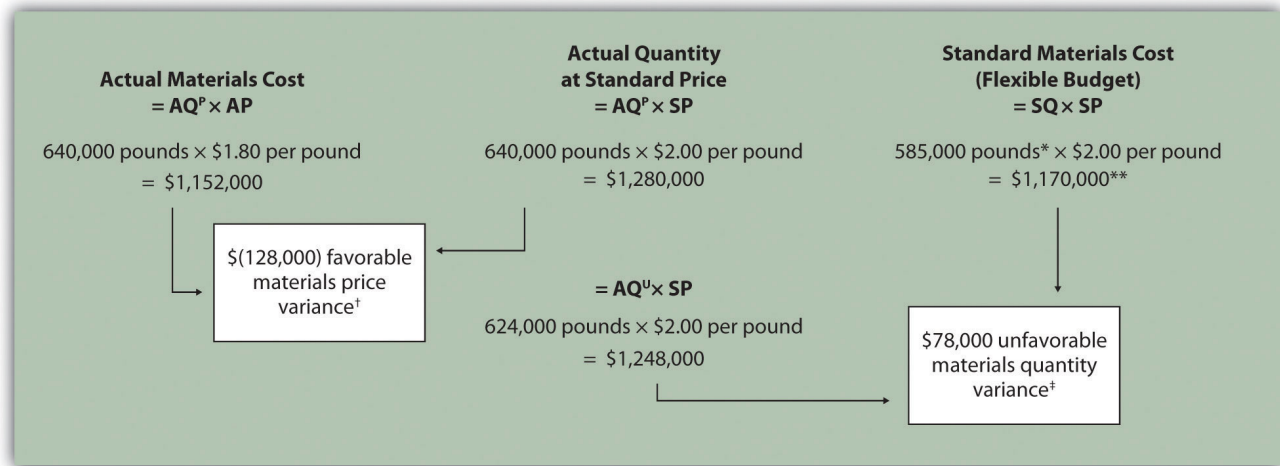 Actual Materials Cost
= AQᴾ × AP
640,000 pounds × $1.80 per pound
= $1,152,000
$(128,000) favorable
materials price
variance†
Actual Quantity
at Standard Price
= AQᴾ × SP
640,000 pounds × $2.00 per pound
= $1,280,000
= AQᵁ× SP
624,000 pounds × $2.00 per pound
= $1,248,000
Standard Materials Cost
(Flexible Budget)
= SQ × SP
585,000 pounds* × $2.00 per pound
= $1,170,000**
$78,000 unfavorable
materials quantity
variance‡